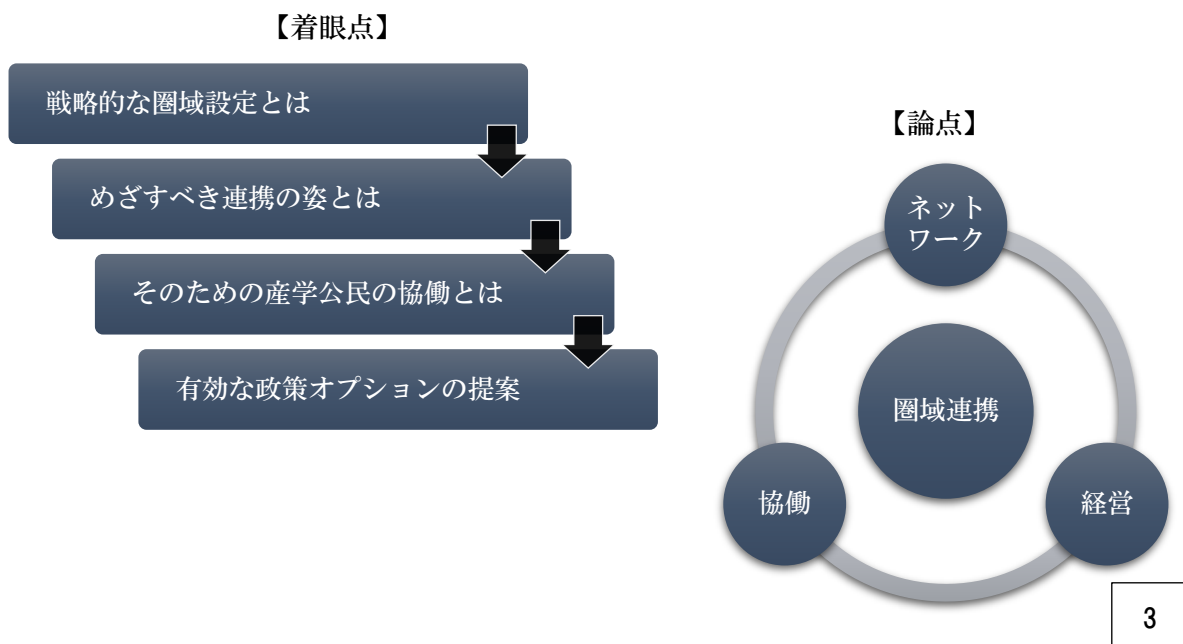 【着眼点】
戦略的な圏域設定とは
めざすべき連携の姿とは
そのための産学公民の協働とは
有効な政策オプションの提案
【論点】
ネット
ワーク
圏域連携
協働
経営
3